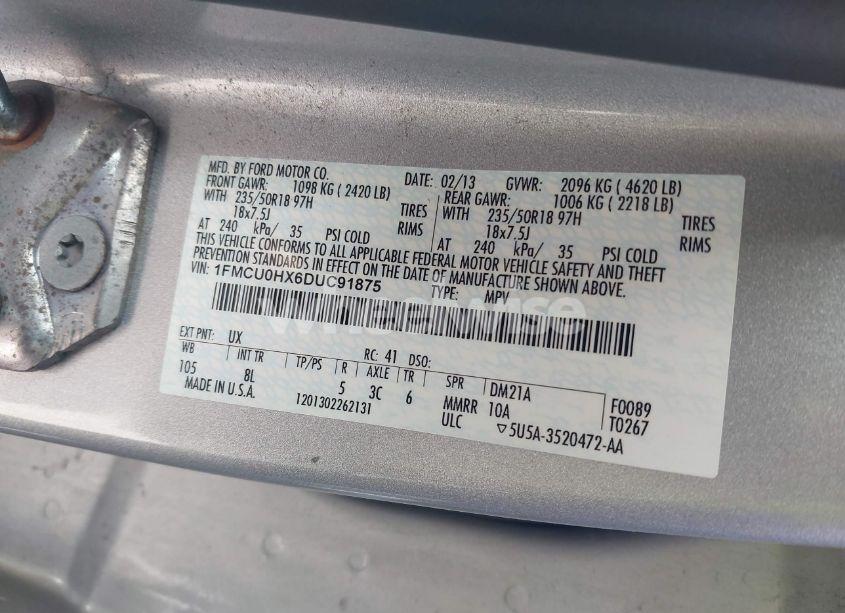 MFD. BY FORD MOTOR CO. DATE: 02/13 GVWR: 2096 KG ( 4620 LB)
FRONT GAWR: 1098 KG ( 2420 LB) REAR GAWR: 1006 KG ( 2218 LB)
WITH 235/50R18 97H TIRES WITH 235/50R18 97H TIRES
18x7.5J RIMS 18x7.5J RIMS
AT 240 kPa/ 35 PSI COLD AT 240 kPa/ 35 PSI COLD
THIS VEHICLE CONFORMS TO ALL APPLICABLE FEDERAL MOTOR VEHICLE SAFETY AND THEFT
PREVENTION STANDARDS IN EFFECT ON THE DATE OF MANUFACTURE SHOWN ABOVE.
VIN: 1FMCU0HX6DUC91875
TYPE: MPV
wheelwise
EXT PNT: UX RC: 41 DSO:
WB INT TR TP/PS R AXLE TR SPR DM21A F0089
105 8L 5 3C 6 MMRR 10A T0267
MADE IN U.S.A. 1201302262131 ULC ▽5U5A-3520472-AA